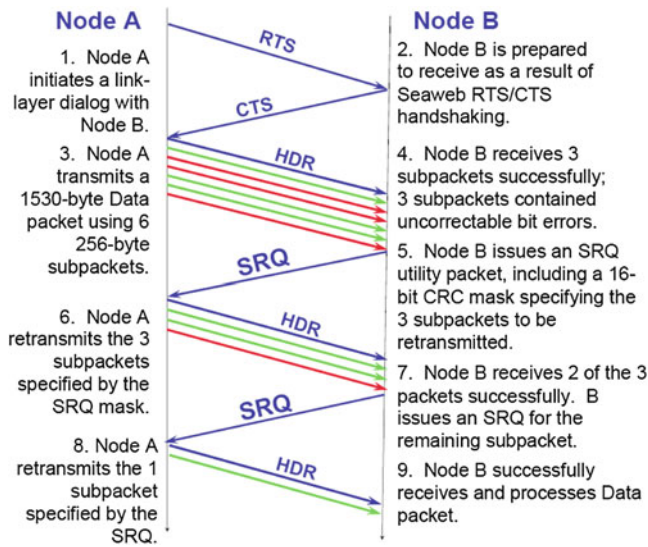 Node A
Node B
RTS
1. Node A
initiates a link-
layer dialog with
Node B.
2. Node B is prepared
to receive as a result of
Seaweb RTS/CTS
handshaking.
CTS
HDR
3. Node A
transmits a
1530-byte Data
packet using 6
256-byte
subpackets.
4. Node B receives 3
subpackets successfully;
3 subpackets contained
uncorrectable bit errors.
SRQ
5. Node B issues an SRQ
utility packet, including a 16-
bit CRC mask specifying the
3 subpackets to be
retransmitted.
HDR
6. Node A
retransmits the 3
subpackets
specified by the
SRQ mask.
7. Node B receives 2 of the 3
packets successfully. B
issues an SRQ for the
remaining subpacket.
SRQ
8. Node A
retransmits the 1
subpacket
specified by the
SRQ.
HDR
9. Node B successfully
receives and processes Data
packet.